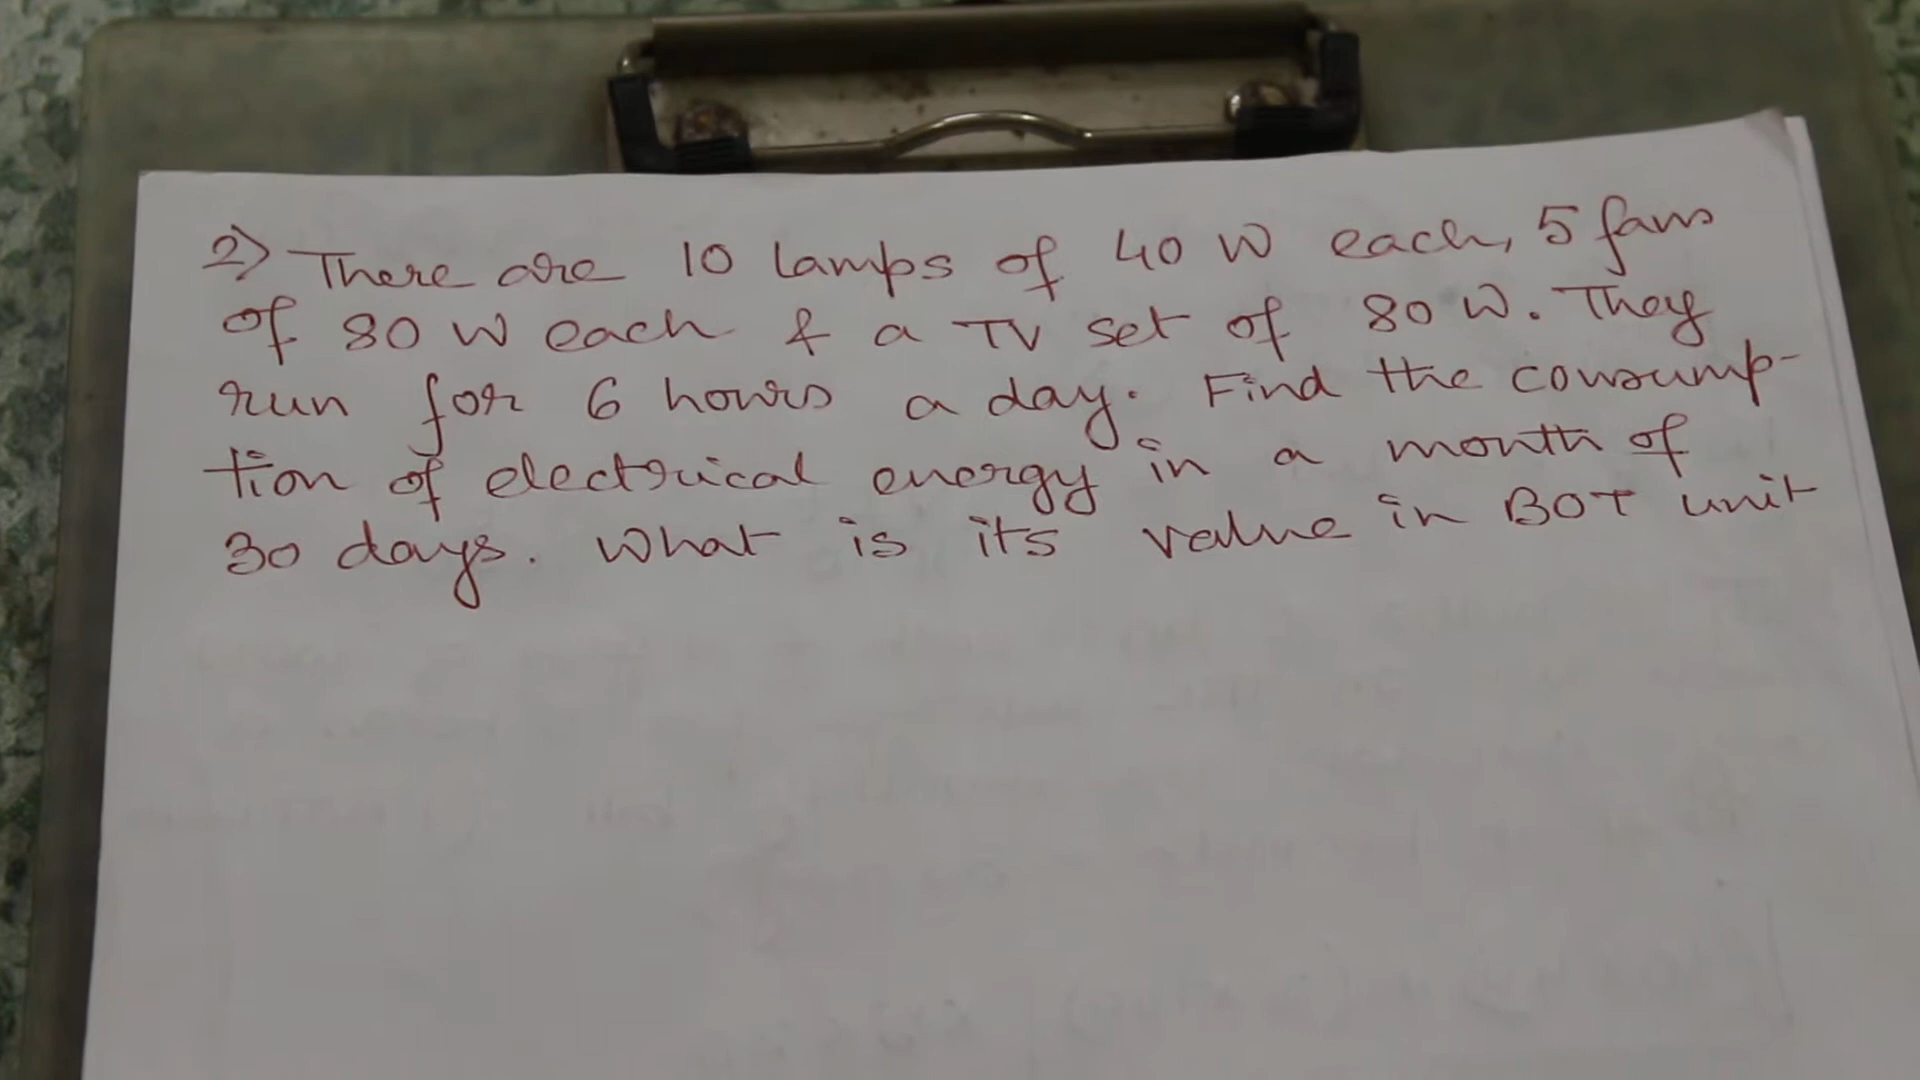 2) There are 10 lamps of 40 W each, 5 fans
of 80 W each & a TV set of 80 W. They
run for 6 hours a day. Find the consump-
tion of electrical energy in a month of
30 days. What is its value in BOT unit